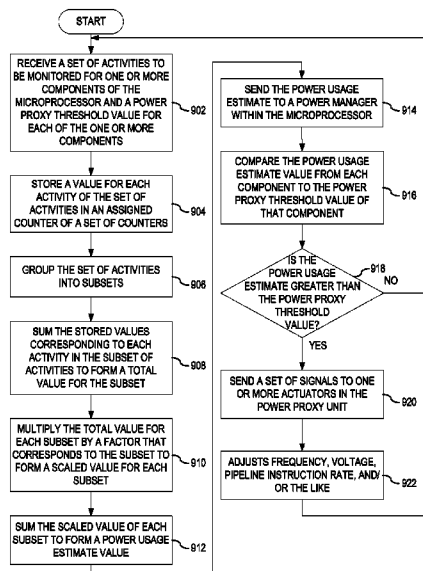 START
RECEIVE A SET OF ACTIVITIES TO
BE MONITORED FOR ONE OR MORE
COMPONENTS OF THE
MICROPROCESSOR AND A POWER
PROXY THRESHOLD VALUE FOR
EACH OF THE ONE OR MORE
COMPONENTS
902
STORE A VALUE FOR EACH
ACTIVITY OF THE SET OF
ACTIVITIES IN AN ASSIGNED
COUNTER OF A SET OF COUNTERS
904
GROUP THE SET OF ACTIVITIES
INTO SUBSETS
906
SUM THE STORED VALUES
CORRESPONDING TO EACH
ACTIVITY IN THE SUBSET OF
ACTIVITIES TO FORM A TOTAL
VALUE FOR THE SUBSET
908
MULTIPLY THE TOTAL VALUE FOR
EACH SUBSET BY A FACTOR THAT
CORRESPONDS TO THE SUBSET TO
FORM A SCALED VALUE FOR EACH
SUBSET
910
SUM THE SCALED VALUE OF EACH
SUBSET TO FORM A POWER USAGE
ESTIMATE VALUE
912
SEND THE POWER USAGE
ESTIMATE TO A POWER MANAGER
WITHIN THE MICROPROCESSOR
914
COMPARE THE POWER USAGE
ESTIMATE VALUE FROM EACH
COMPONENT TO THE POWER
PROXY THRESHOLD VALUE OF
THAT COMPONENT
916
IS THE
POWER USAGE
ESTIMATE GREATER THAN
THE POWER PROXY
THRESHOLD
VALUE?
918
NO
YES
SEND A SET OF SIGNALS TO ONE
OR MORE ACTUATORS IN THE
POWER PROXY UNIT
920
ADJUSTS FREQUENCY, VOLTAGE,
PIPELINE INSTRUCTION RATE, AND/
OR THE LIKE
922